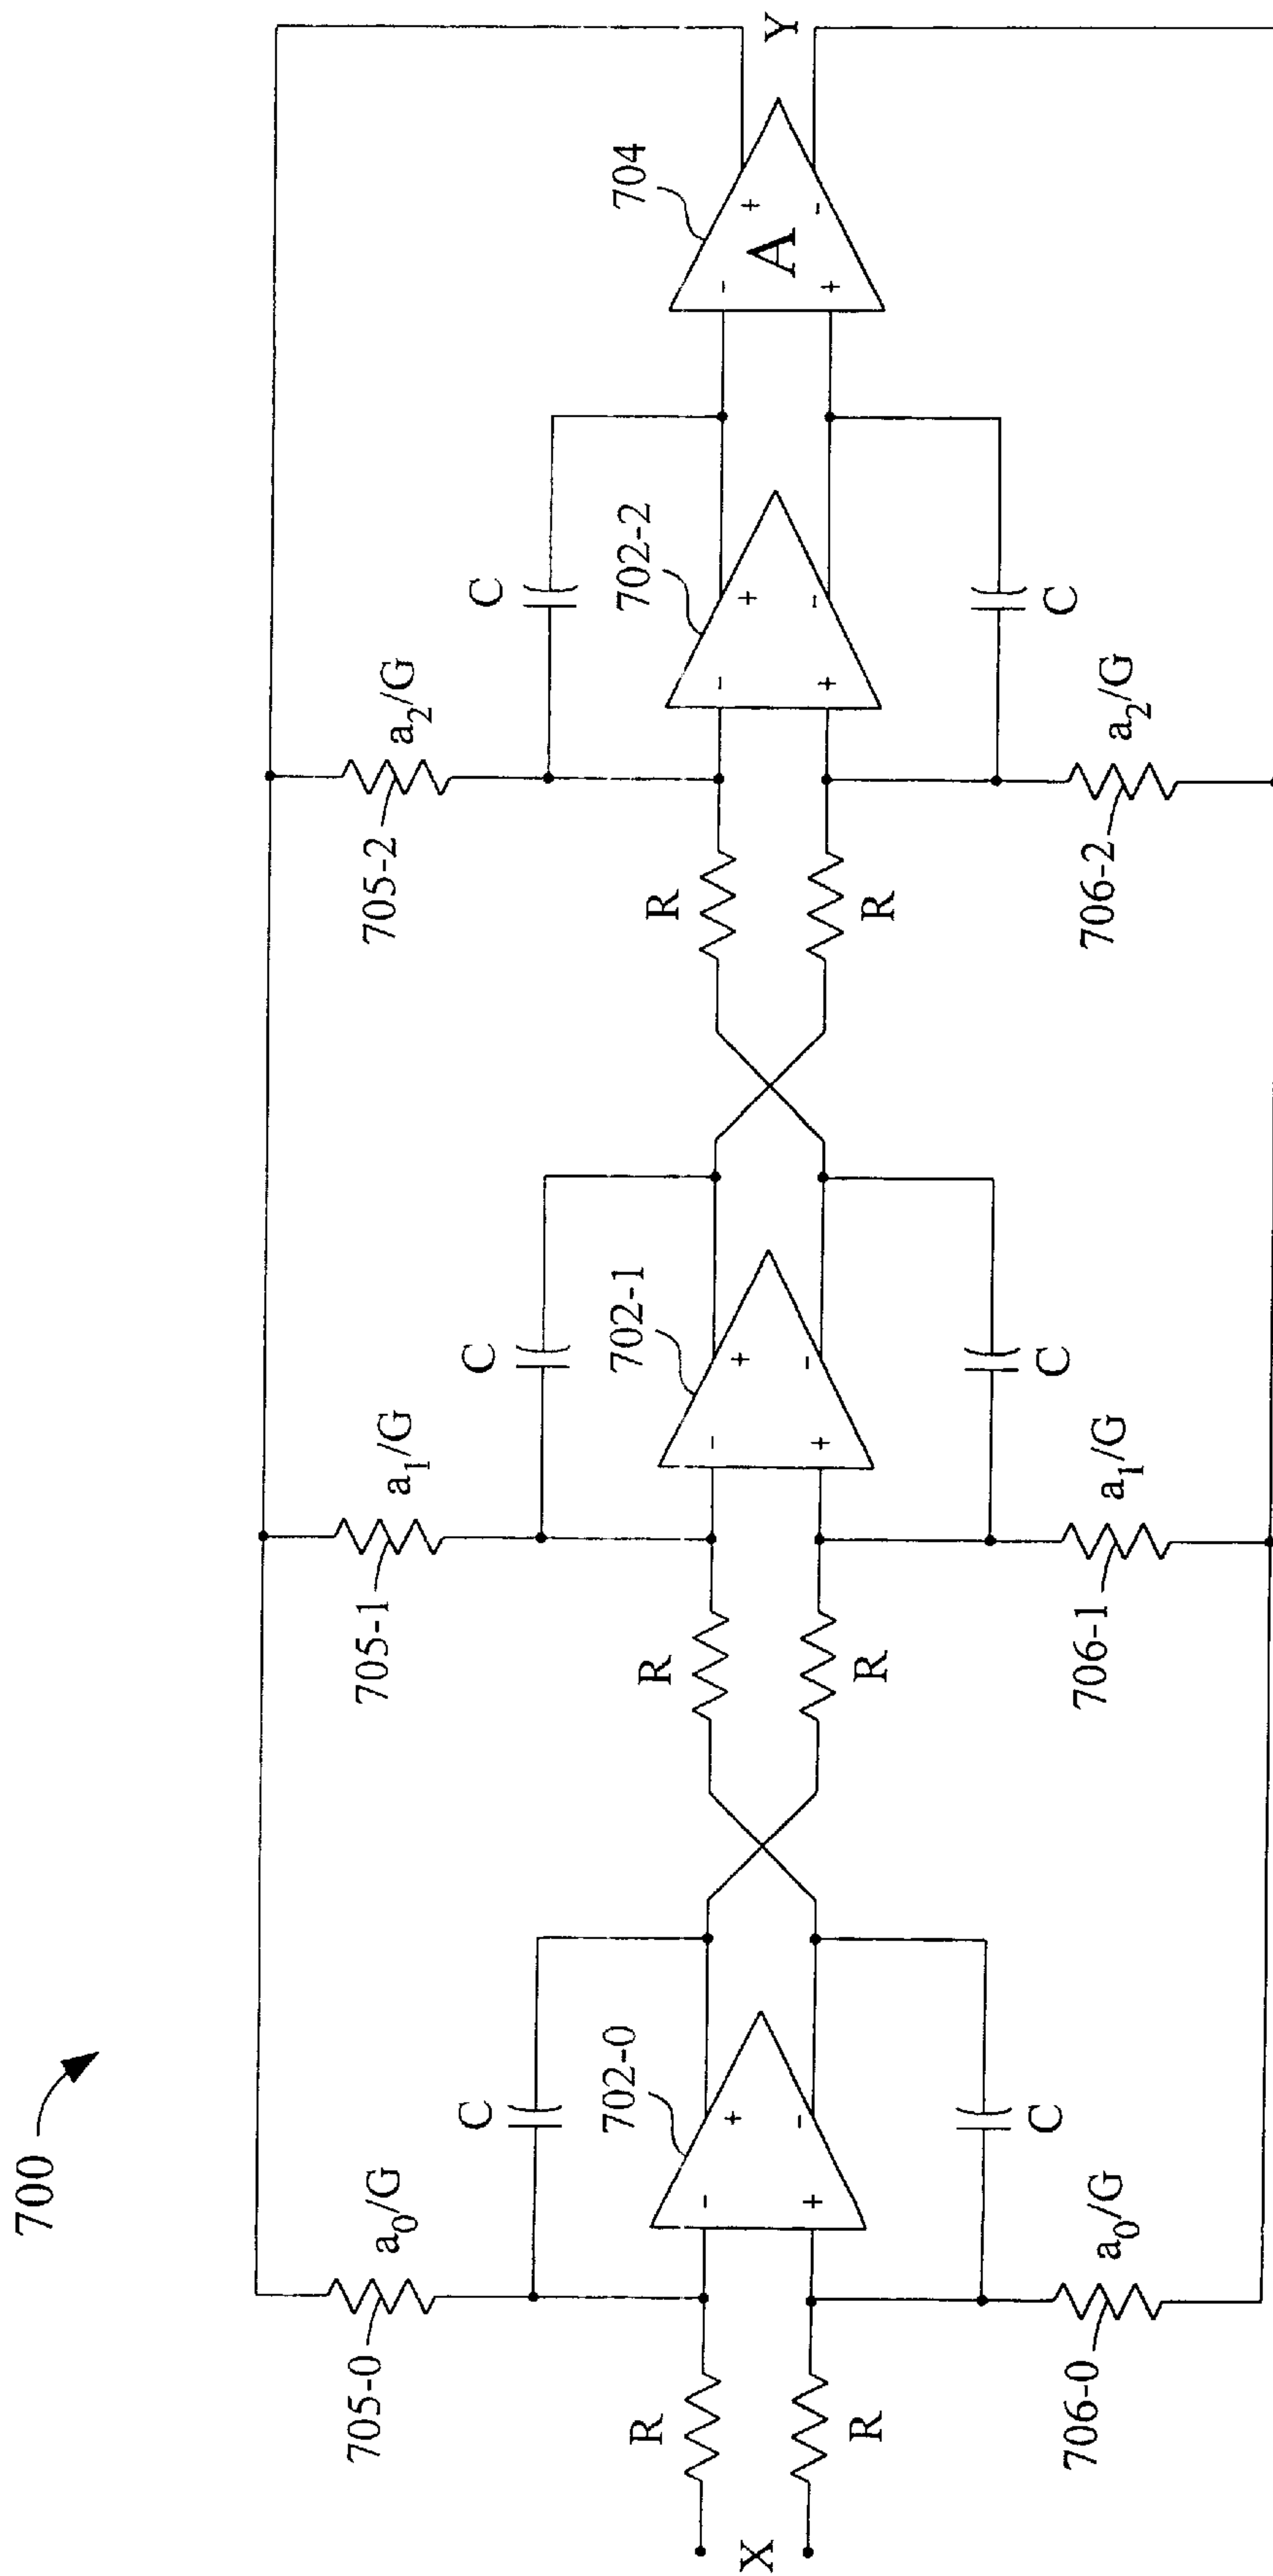 700
X
R
R
705-0
a0/G
C
702-0
- +
+ -
C
a0/G
706-0
R
R
705-1
a1/G
C
702-1
- +
+ -
C
a1/G
706-1
R
R
705-2
a2/G
C
702-2
- +
+ -
C
a2/G
706-2
704
- +
A
+ -
Y